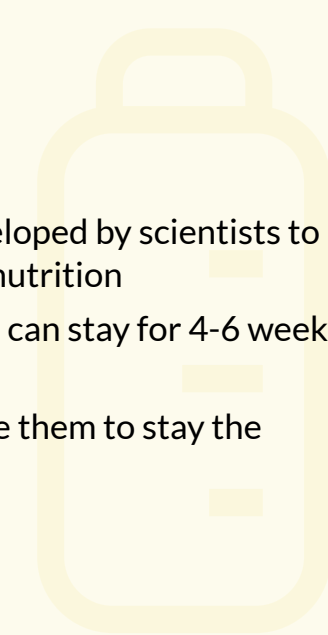 eloped by scientists to
nutrition
can stay for 4-6 week
e them to stay the